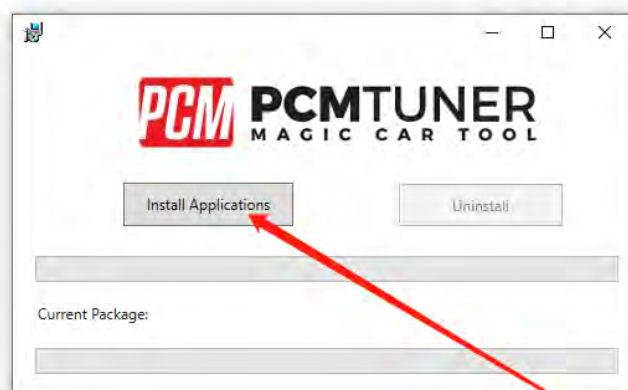 PCM PCMTUNER
MAGIC CAR TOOL
Install Applications Uninstall
Current Package: